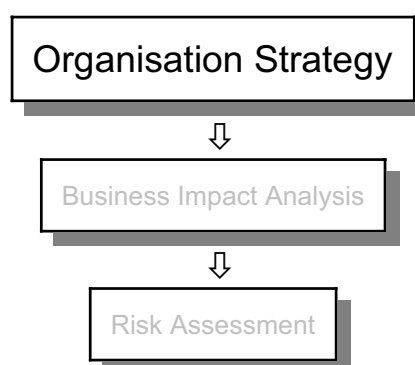 Organisation Strategy
Business Impact Analysis
Risk Assessment